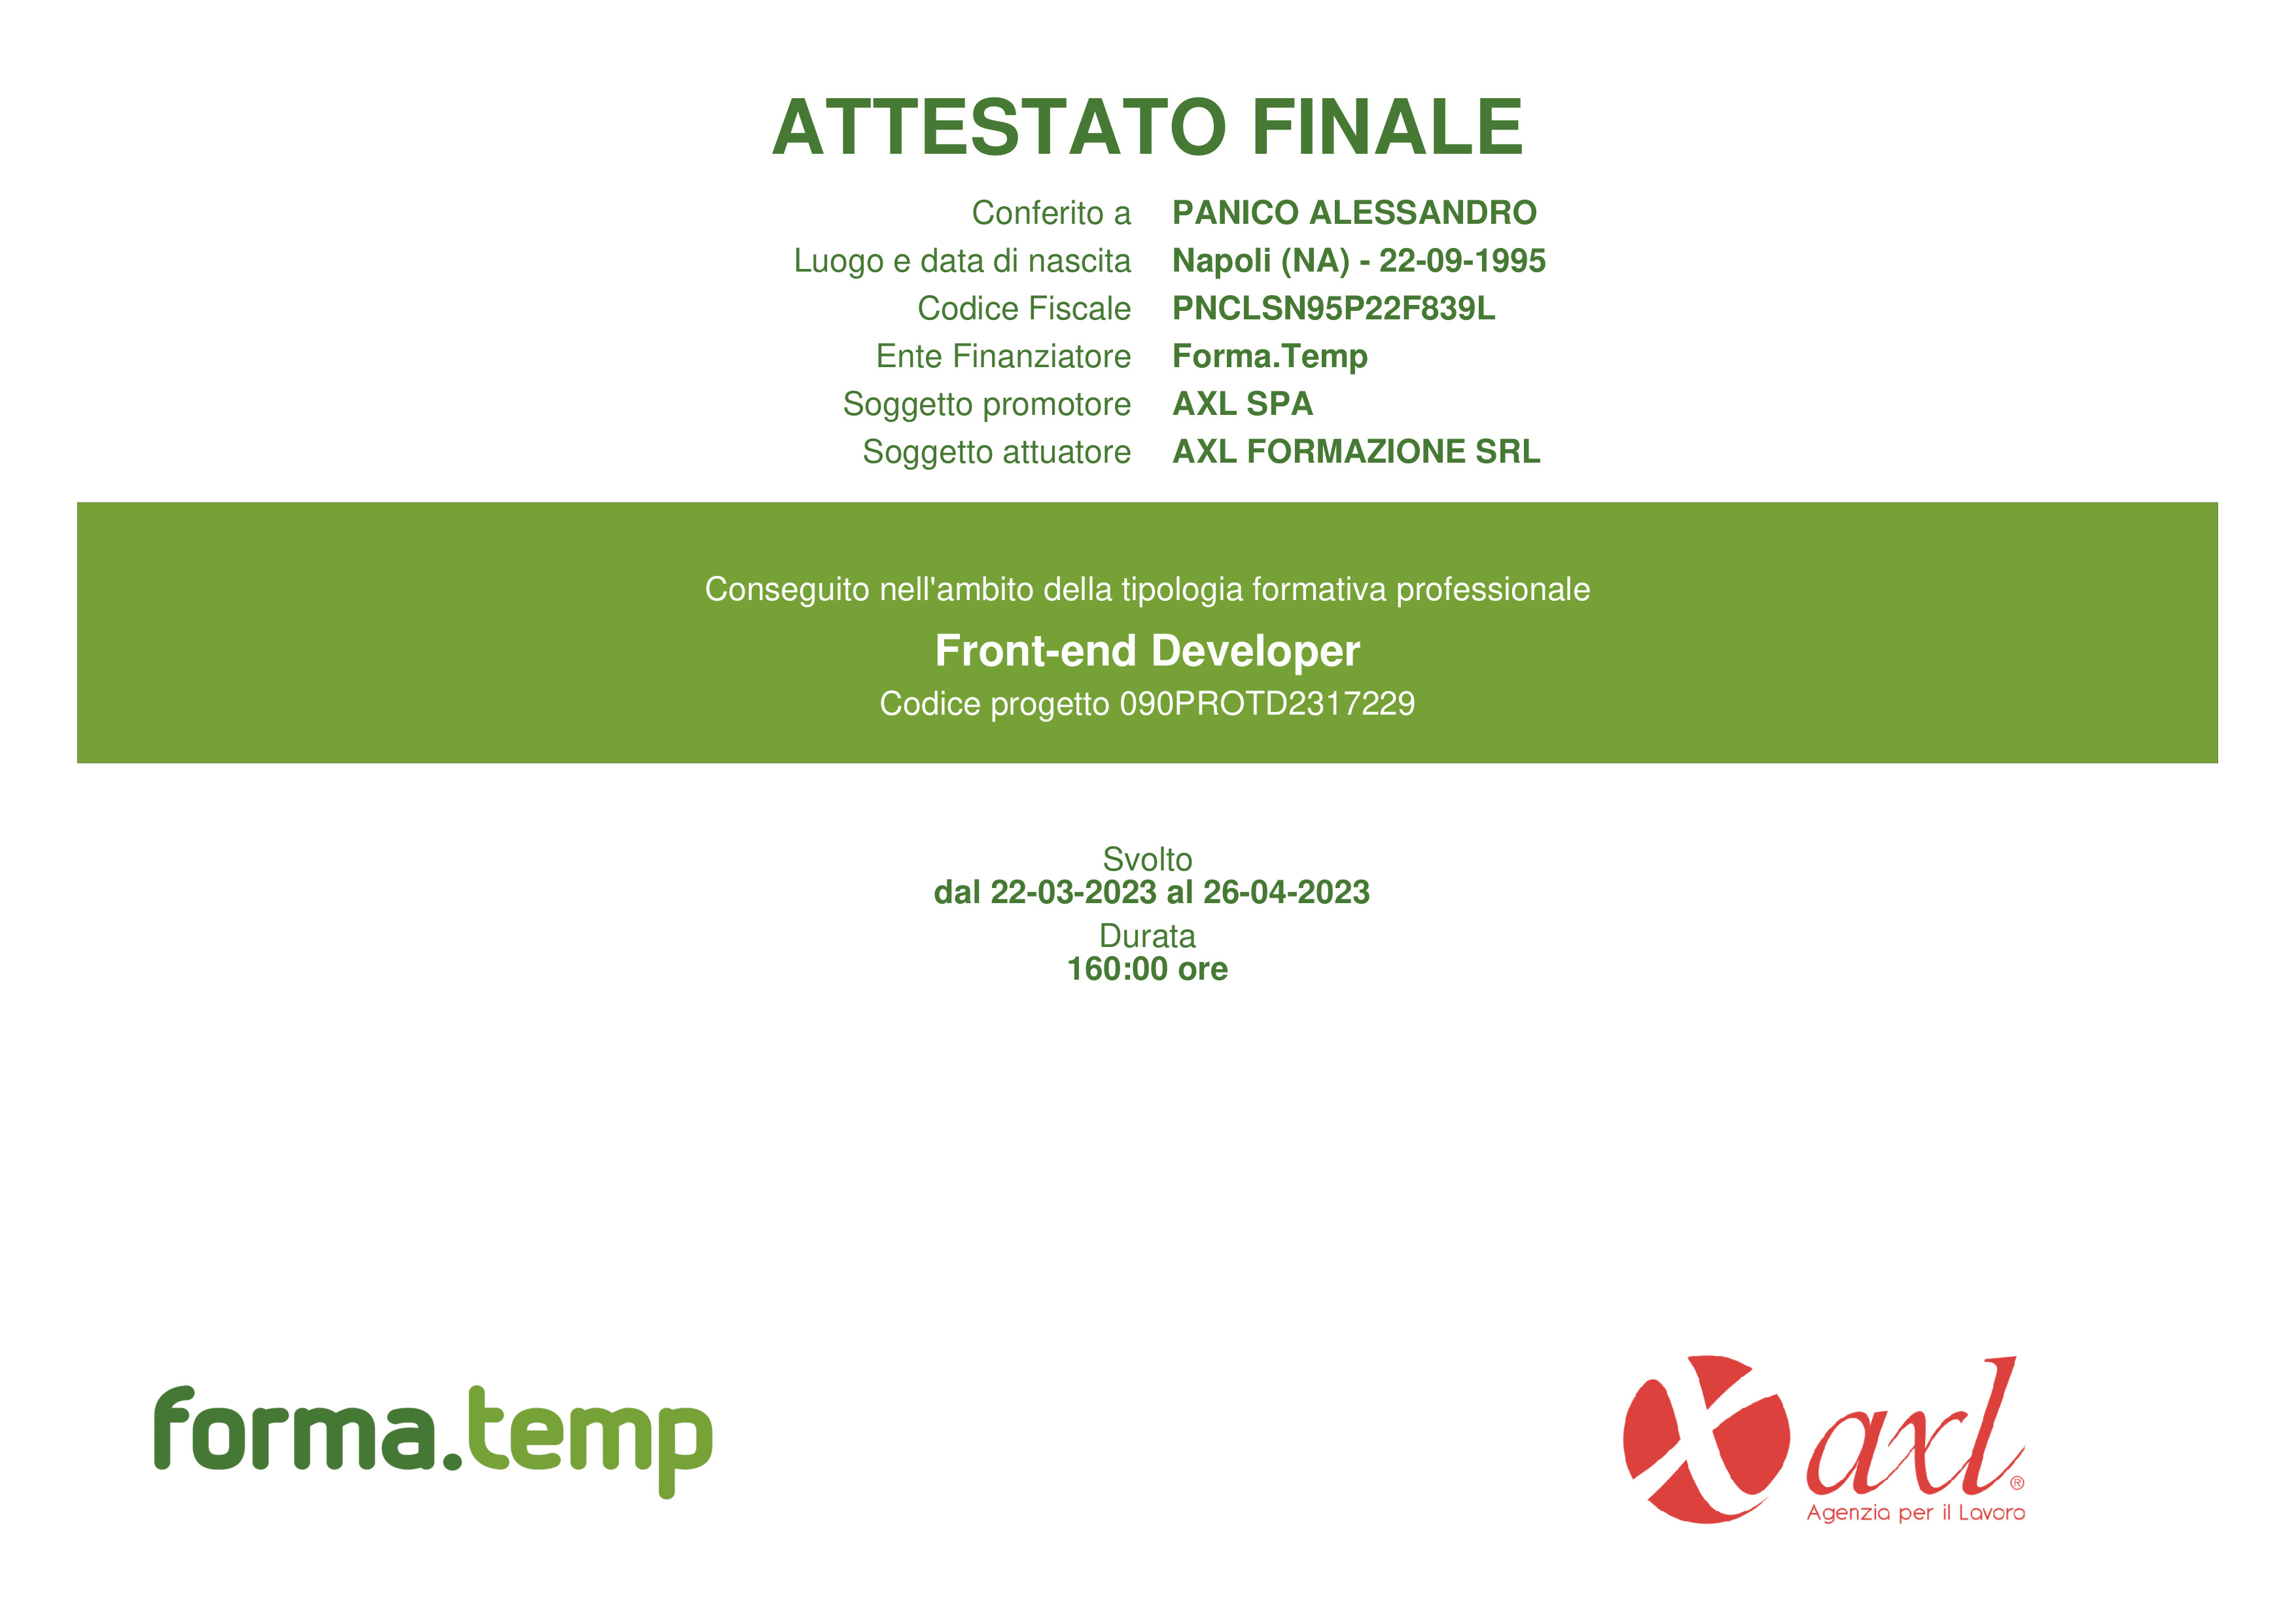 ATTESTATO FINALE
Conferito a PANICO ALESSANDRO
Luogo e data di nascita Napoli (NA) - 22-09-1995
Codice Fiscale PNCLSN95P22F839L
Ente Finanziatore Forma.Temp
Soggetto promotore AXL SPA
Soggetto attuatore AXL FORMAZIONE SRL
Conseguito nell'ambito della tipologia formativa professionale
Front-end Developer
Codice progetto 090PROTD2317229
Svolto
dal 22-03-2023 al 26-04-2023
Durata
160:00 ore
forma.temp
axl®
Agenzia per il Lavoro